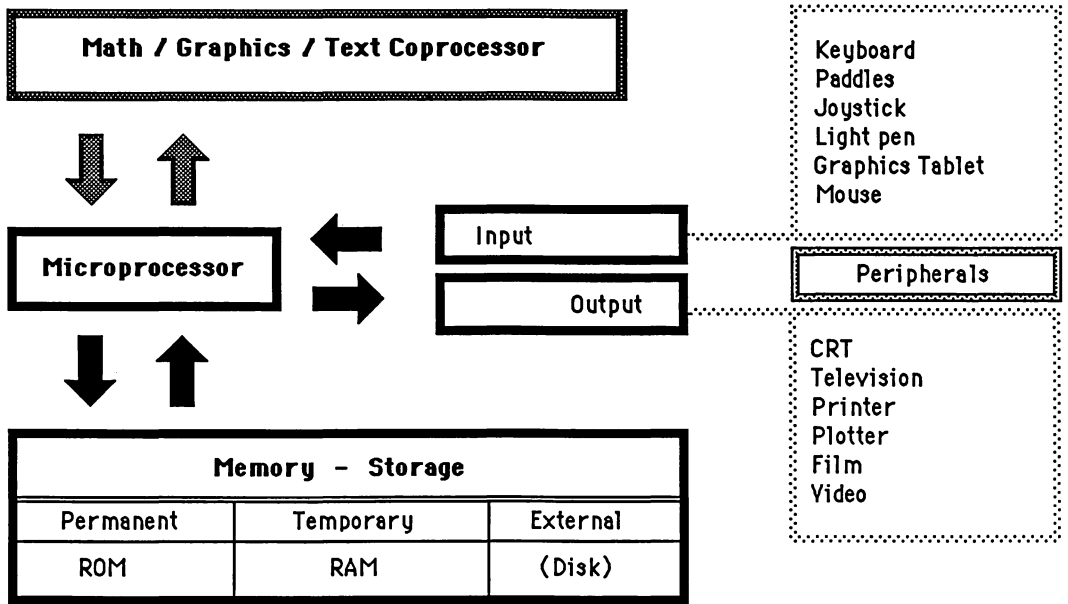 Math / Graphics / Text Coprocessor
Keyboard
Paddles
Joystick
Light pen
Graphics Tablet
Mouse
Input
Microprocessor
Peripherals
Output
CRT
Television
Printer
Plotter
Film
Video
Memory - Storage
Permanent Temporary External
ROM RAM (Disk)